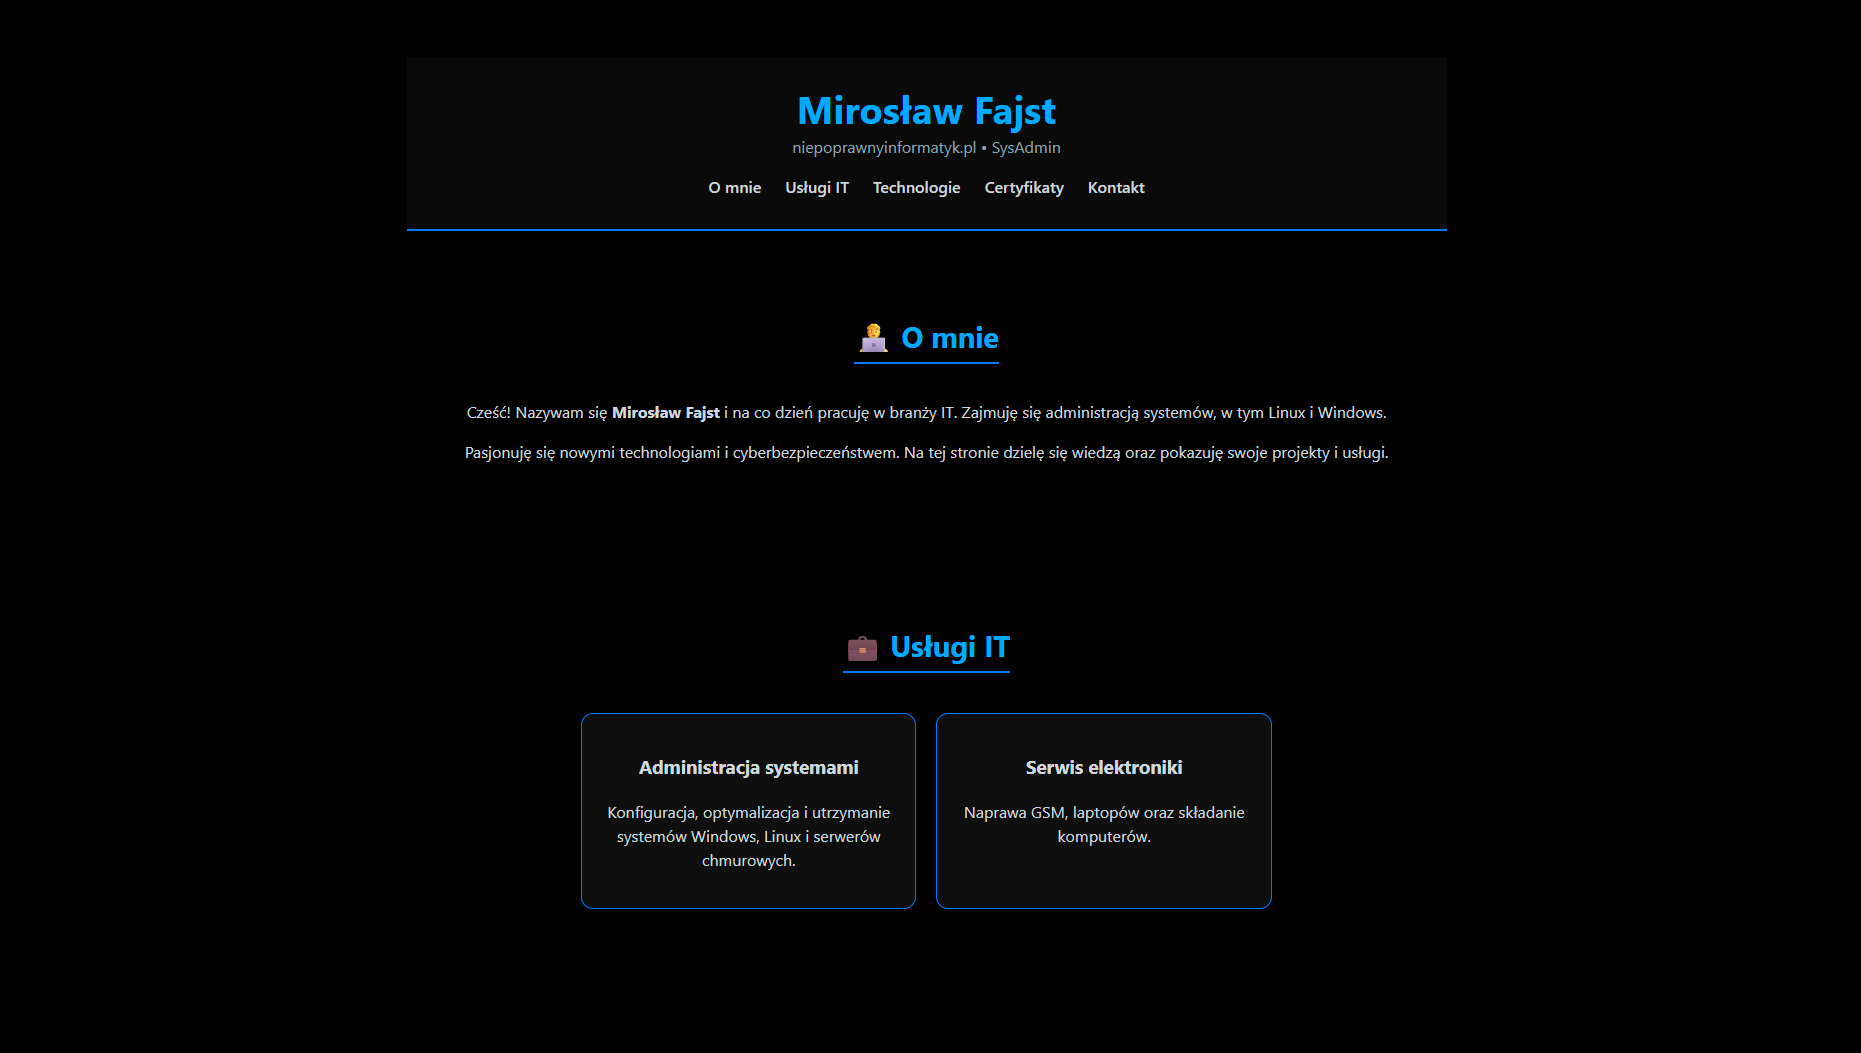 Mirosław Fajst
niepoprawnyinformatyk.pl • SysAdmin
O mnie Usługi IT Technologie Certyfikaty Kontakt
O mnie
Cześć! Nazywam się Mirosław Fajst i na co dzień pracuję w branży IT. Zajmuję się administracją systemów, w tym Linux i Windows.
Pasjonuję się nowymi technologiami i cyberbezpieczeństwem. Na tej stronie dzielę się wiedzą oraz pokazuję swoje projekty i usługi.
Usługi IT
Administracja systemami
Konfiguracja, optymalizacja i utrzymanie
systemów Windows, Linux i serwerów
chmurowych.
Serwis elektroniki
Naprawa GSM, laptopów oraz składanie
komputerów.